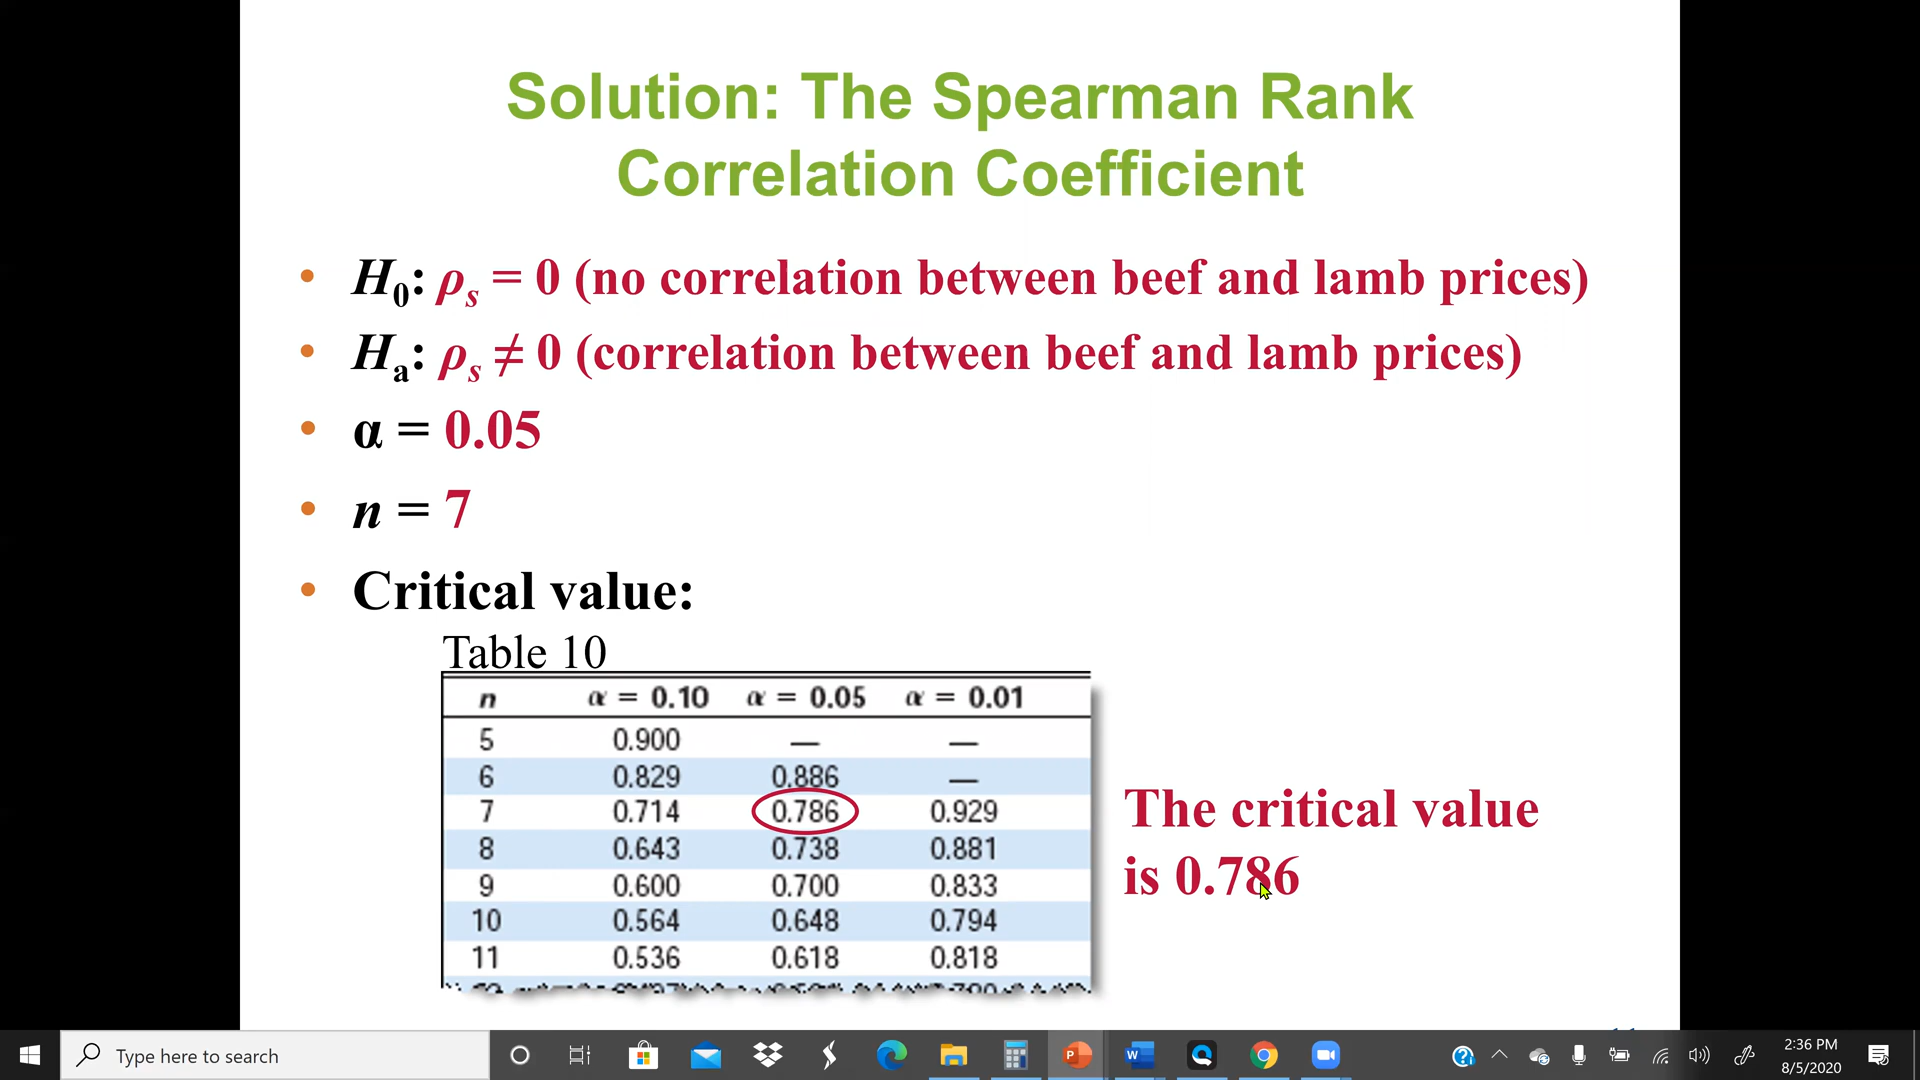 Solution: The Spearman Rank
Correlation Coefficient
• H0: ρs = 0 (no correlation between beef and lamb prices)
• Ha: ρs ≠ 0 (correlation between beef and lamb prices)
• α = 0.05
• n = 7
• Critical value:
Table 10
n α = 0.10 α = 0.05 α = 0.01
5 0.900 — —
6 0.829 0.886 —
7 0.714 0.786 0.929
8 0.643 0.738 0.881
9 0.600 0.700 0.833
10 0.564 0.648 0.794
11 0.536 0.618 0.818
The critical value
is 0.786
Type here to search
2:36 PM
8/5/2020